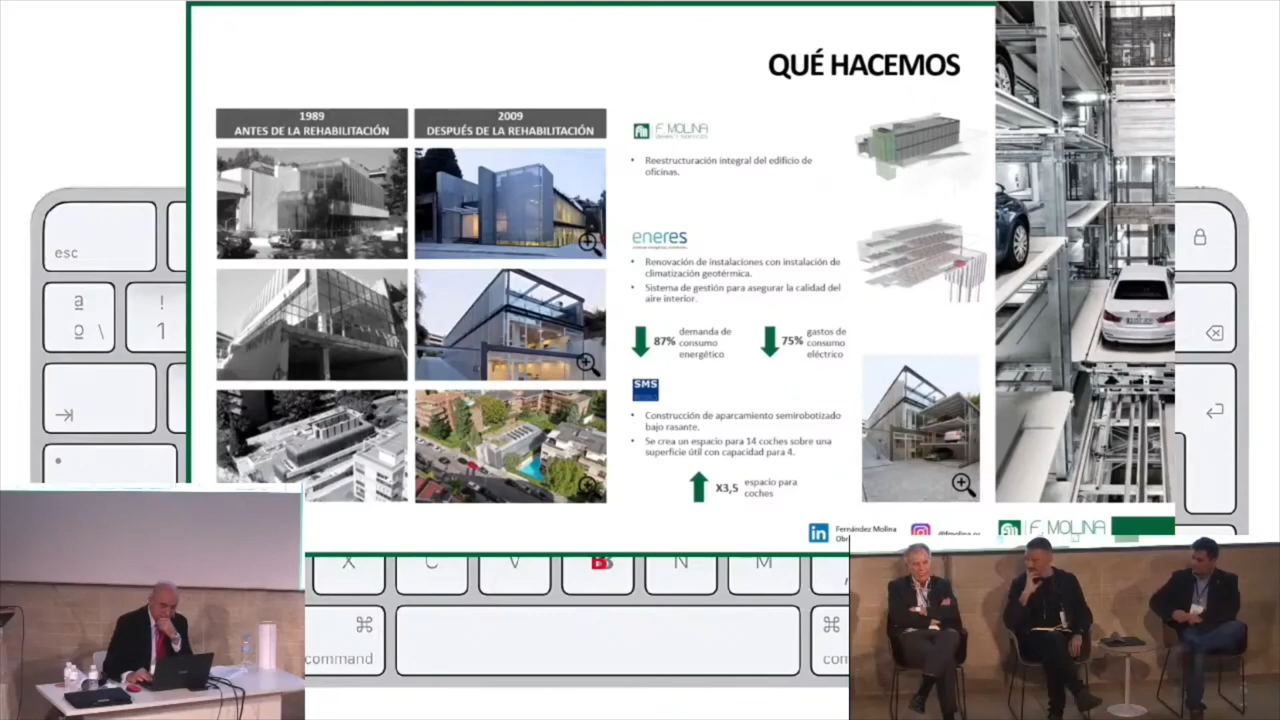 QUÉ HACEMOS
1989
ANTES DE LA REHABILITACIÓN
2009
DESPUÉS DE LA REHABILITACIÓN
F. MOLINA
• Reestructuración integral del edificio de
oficinas.
eneres
• Renovación de instalaciones con instalación de
climatización geotérmica.
• Sistema de gestión para asegurar la calidad del
aire interior.
87%
demanda de
consumo
energético
75%
gastos de
consumo
eléctrico
SMS
• Construcción de aparcamiento semirobotizado
bajo rasante.
• Se crea un espacio para 14 coches sobre una
superficie útil con capacidad para 4.
X3,5
espacio para
coches
in
Fernández Molina
F. MOLINA
esc
ª
º \
!
1
X
C
V
B
N
M
⌘
command
⌘
com